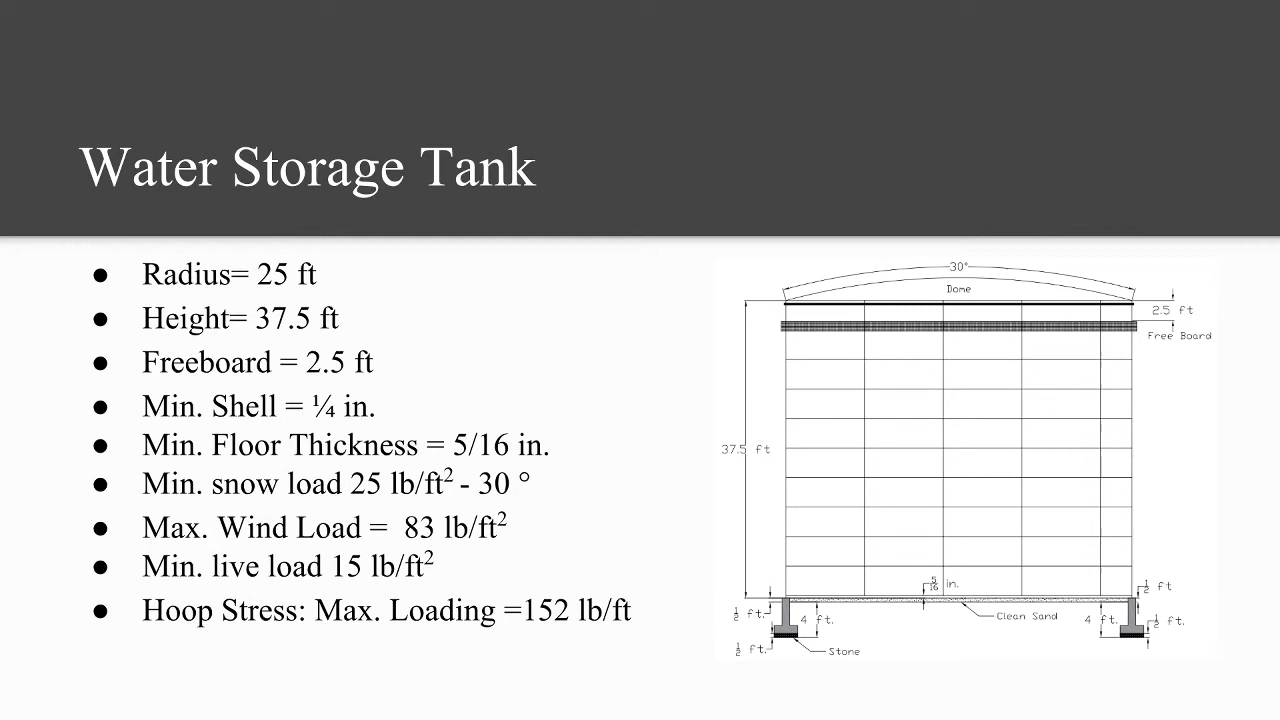 Water Storage Tank
● Radius= 25 ft
● Height= 37.5 ft
● Freeboard = 2.5 ft
● Min. Shell = ¼ in.
● Min. Floor Thickness = 5/16 in.
● Min. snow load 25 lb/ft² - 30 °
● Max. Wind Load = 83 lb/ft²
● Min. live load 15 lb/ft²
● Hoop Stress: Max. Loading =152 lb/ft
30°
Dome
2.5 ft
Free Board
37.5 ft
5/16 in.
1/2 ft
1/2 ft.
4 ft.
Clean Sand
4 ft.
1/2 ft.
1/2 ft.
Stone